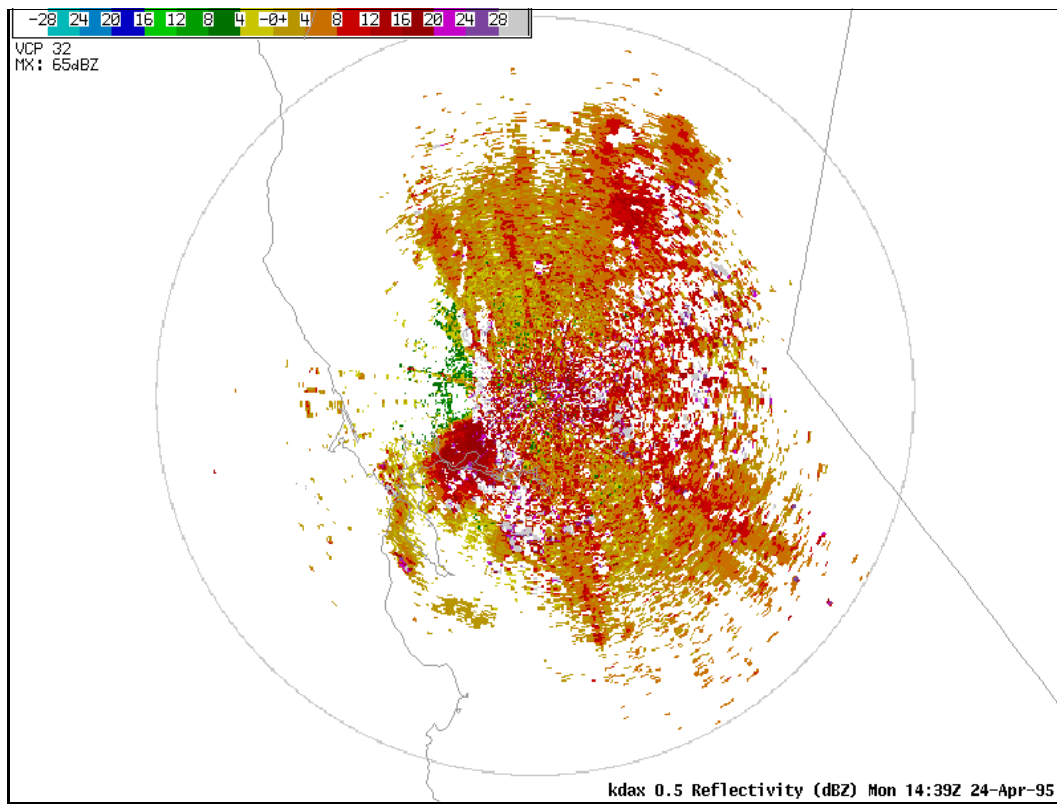 -28 24 20 16 12 8 4 -0+ 4 8 12 16 20 24 28
VCP 32
MX: 65dBZ
kdax 0.5 Reflectivity (dBZ) Mon 14:39Z 24-Apr-95